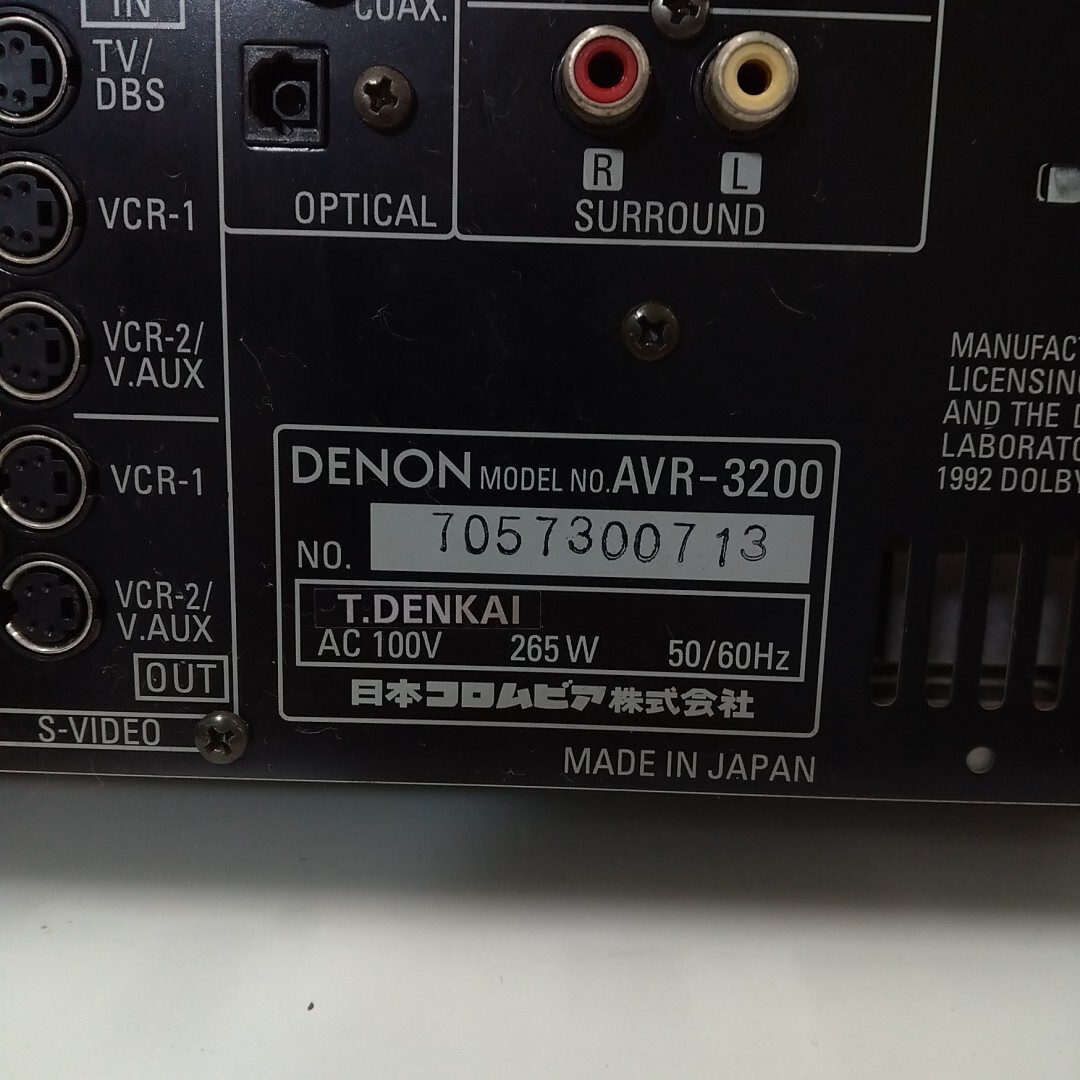 IN
TV/
DBS
VCR-1
VCR-2/
V.AUX
VCR-1
VCR-2/
V.AUX
OUT
S-VIDEO
COAX.
OPTICAL
R L
SURROUND
DENON MODEL NO. AVR-3200
NO. 7057300713
T.DENKAI
AC 100V 265W 50/60Hz
日本コロムビア株式会社
MADE IN JAPAN
MANUFACT
LICENSING
AND THE
LABORATO
1992 DOLBY